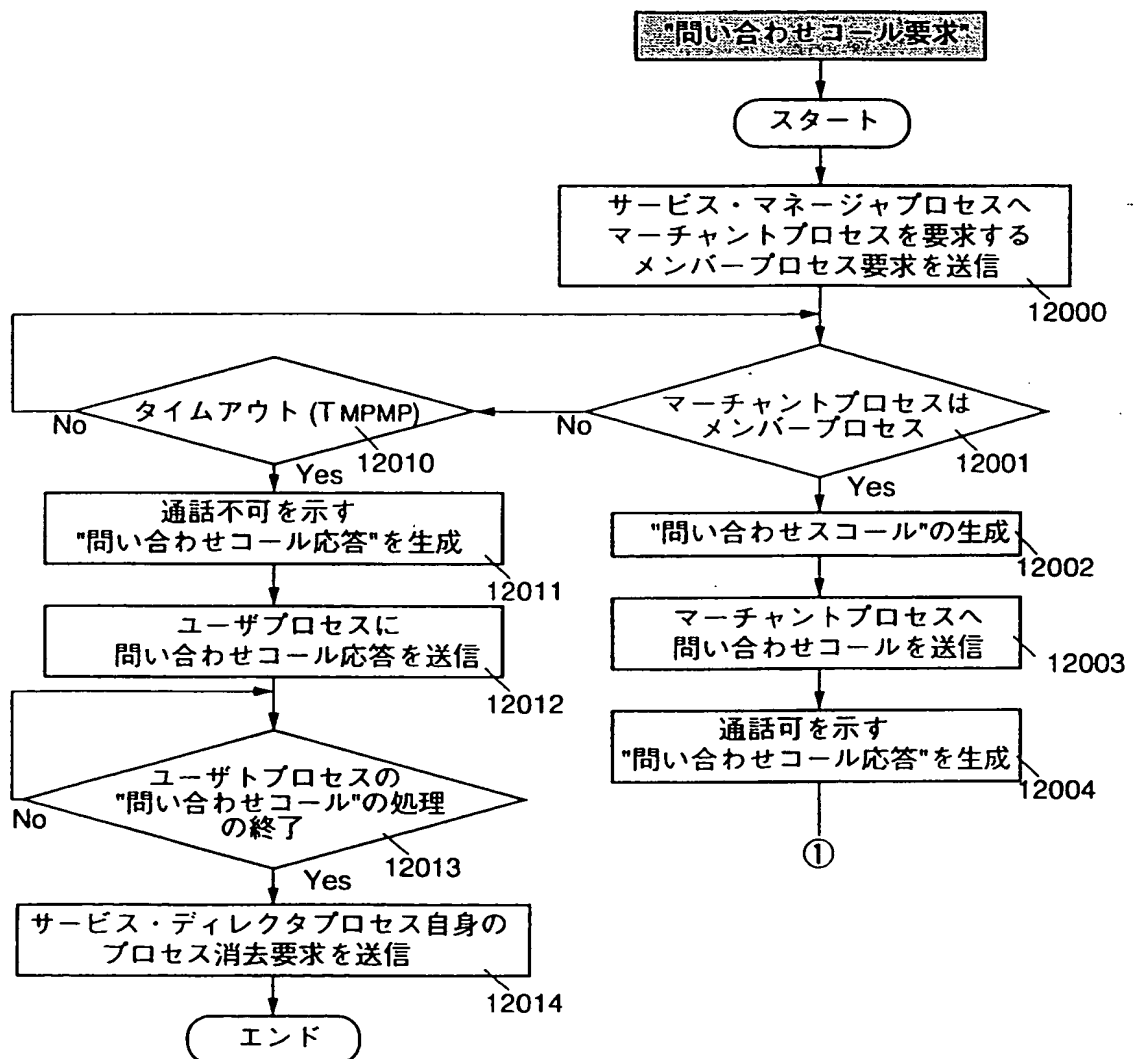 "問い合わせコール要求"
スタート
サービス・マネージャプロセスへ
マーチャントプロセスを要求する
メンバープロセス要求を送信
12000
マーチャントプロセスは
メンバープロセス
12001
No
Yes
タイムアウト (TMPMP)
12010
No
Yes
通話不可を示す
"問い合わせコール応答"を生成
12011
ユーザプロセスに
問い合わせコール応答を送信
12012
ユーザトプロセスの
"問い合わせコール"の処理
の終了
12013
No
Yes
サービス・ディレクタプロセス自身の
プロセス消去要求を送信
12014
エンド
"問い合わせスコール"の生成
12002
マーチャントプロセスへ
問い合わせコールを送信
12003
通話可を示す
"問い合わせコール応答"を生成
12004
①